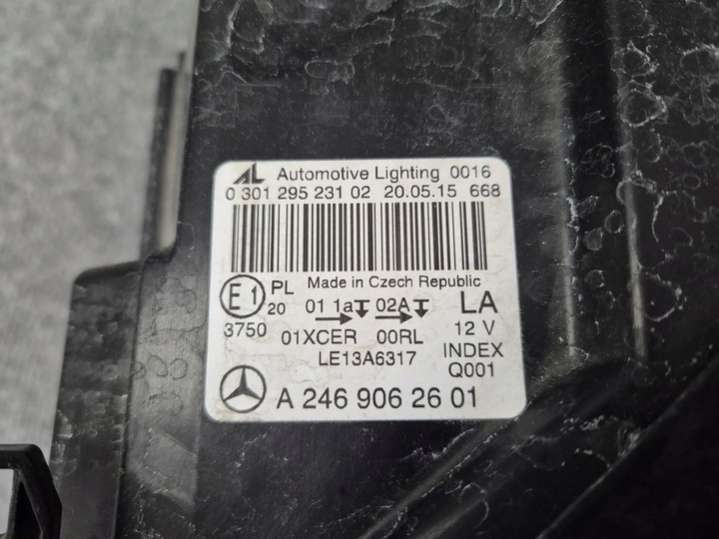 AL Automotive Lighting 0016
0 301 295 231 02 20.05.15 668
Made in Czech Republic
E1 PL 20 01 1a 02A LA
3750 01XCER 00RL 12 V
LE13A6317 INDEX
Q001
A 246 906 26 01